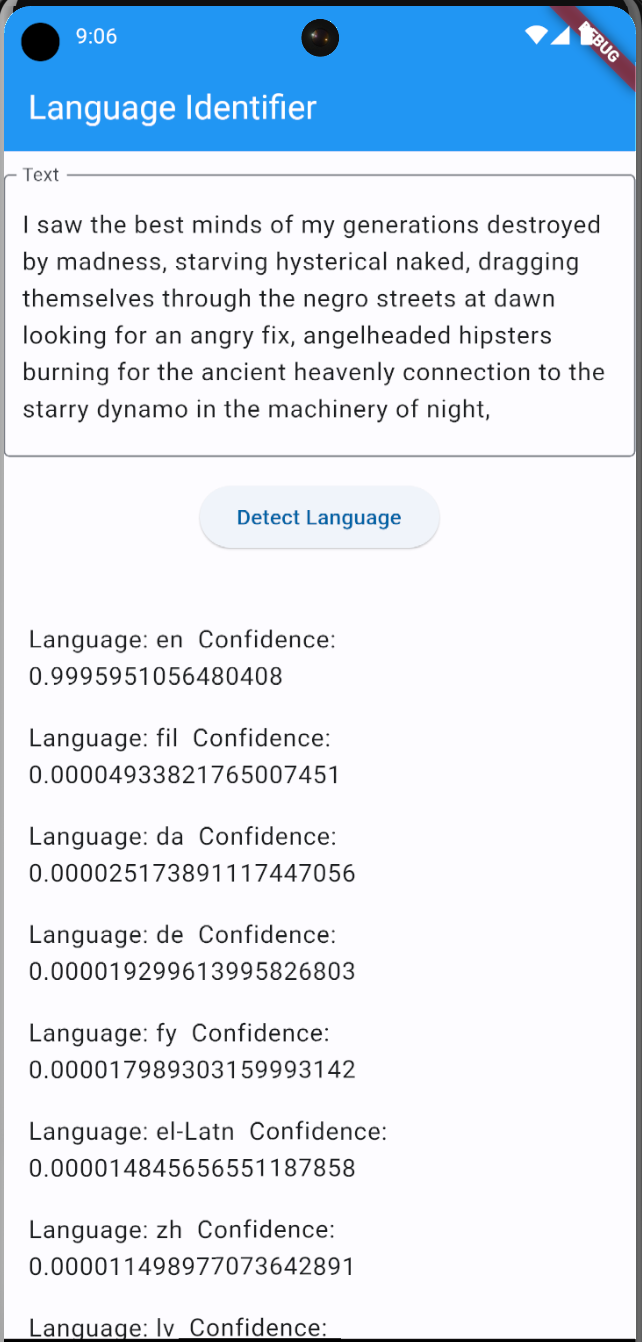 9:06
DEBUG
Language Identifier
Text
I saw the best minds of my generations destroyed
by madness, starving hysterical naked, dragging
themselves through the negro streets at dawn
looking for an angry fix, angelheaded hipsters
burning for the ancient heavenly connection to the
starry dynamo in the machinery of night,
Detect Language
Language: en  Confidence:
0.9995951056480408
Language: fil  Confidence:
0.00004933821765007451
Language: da  Confidence:
0.000025173891117447056
Language: de  Confidence:
0.000019299613995826803
Language: fy  Confidence:
0.000017989303159993142
Language: el-Latn  Confidence:
0.000014845656551187858
Language: zh  Confidence:
0.000011498977073642891
Language: lv  Confidence: